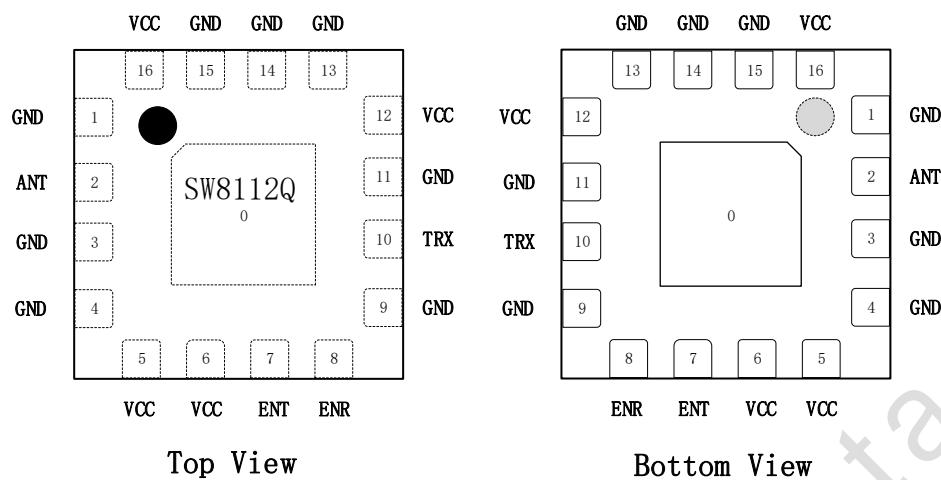 VCC GND GND GND
16 15 14 13
GND 1 12 VCC
ANT 2 11 GND
SW8112Q
0
GND 3 10 TRX
GND 4 9 GND
5 6 7 8
VCC VCC ENT ENR
Top View
GND GND GND VCC
13 14 15 16
VCC 12 1 GND
GND 11 2 ANT
0
TRX 10 3 GND
GND 9 4 GND
8 7 6 5
ENR ENT VCC VCC
Bottom View